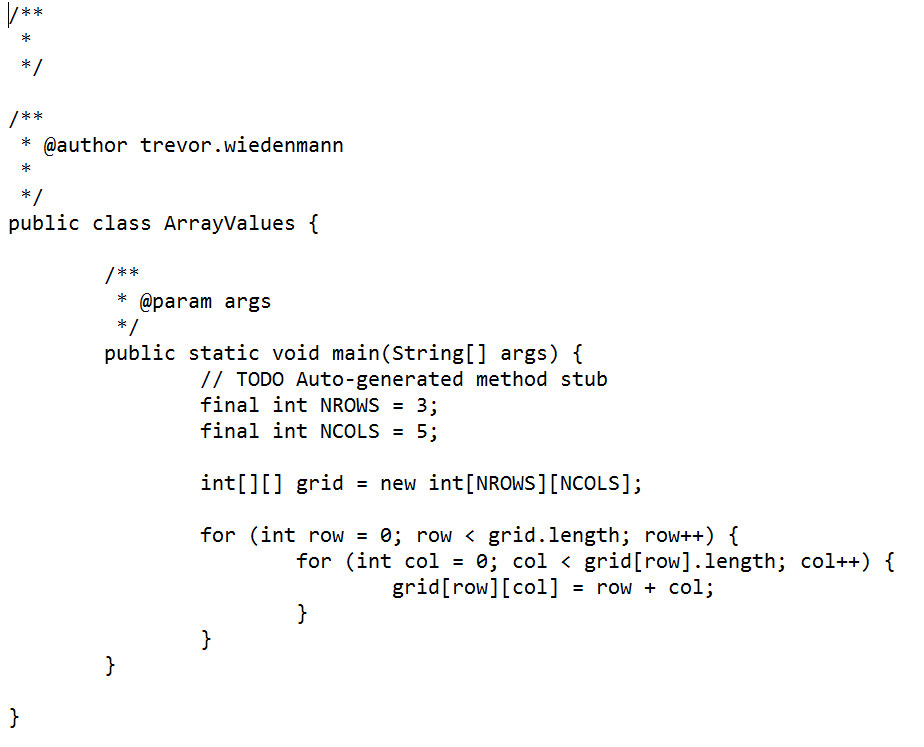 /**
 *
 */

/**
 * @author trevor.wiedenmann
 *
 */
public class ArrayValues {

	/**
	 * @param args
	 */
	public static void main(String[] args) {
		// TODO Auto-generated method stub
		final int NROWS = 3;
		final int NCOLS = 5;

		int[][] grid = new int[NROWS][NCOLS];

		for (int row = 0; row < grid.length; row++) {
			for (int col = 0; col < grid[row].length; col++) {
				grid[row][col] = row + col;
			}
		}
	}

}